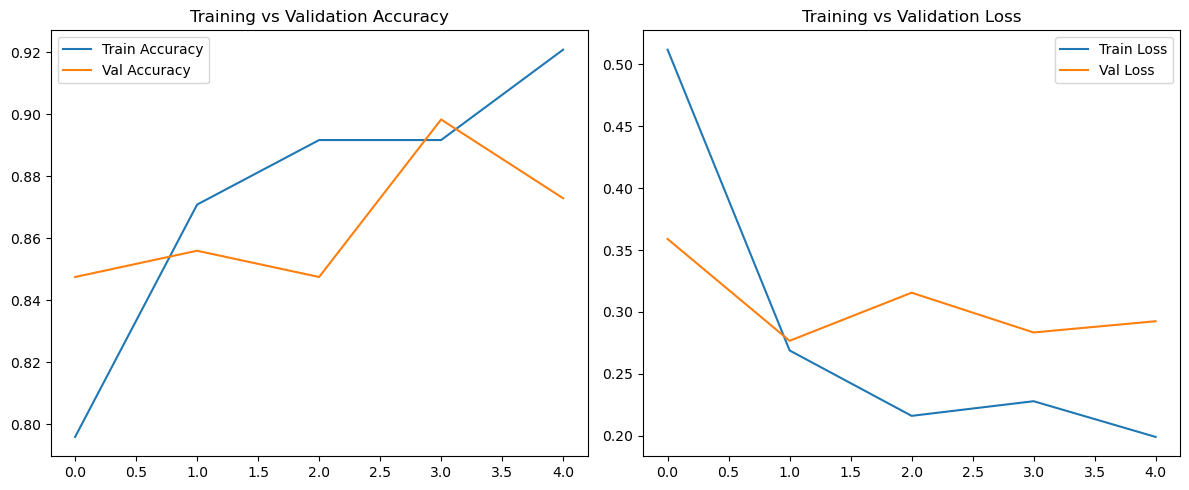 Training vs Validation Accuracy
Train Accuracy
Val Accuracy
0.92
0.90
0.88
0.86
0.84
0.82
0.80
0.0 0.5 1.0 1.5 2.0 2.5 3.0 3.5 4.0
Training vs Validation Loss
Train Loss
Val Loss
0.50
0.45
0.40
0.35
0.30
0.25
0.20
0.0 0.5 1.0 1.5 2.0 2.5 3.0 3.5 4.0